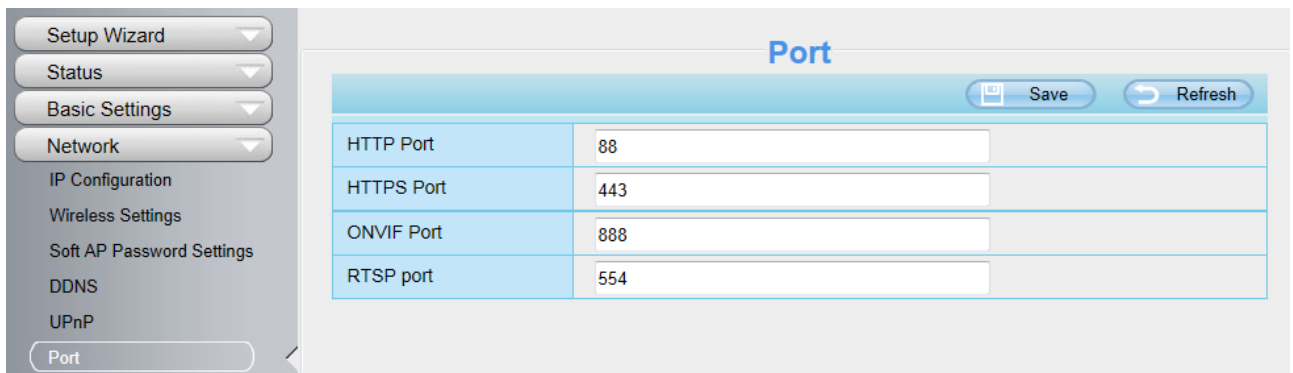 Setup Wizard
Status
Basic Settings
Network
IP Configuration
Wireless Settings
Soft AP Password Settings
DDNS
UPnP
Port
Port
Save Refresh
HTTP Port 88
HTTPS Port 443
ONVIF Port 888
RTSP port 554